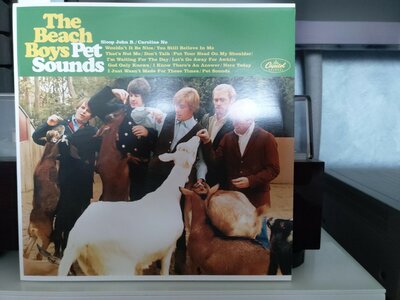 The
Beach
Boys Pet
Sounds
Sloop John B. / Caroline No
Wouldn't It Be Nice / You Still Believe In Me
That's Not Me / Don't Talk (Put Your Head On My Shoulder)
I'm Waiting For The Day / Let's Go Away For Awhile
God Only Knows / I Know There's An Answer / Here Today
I Just Wasn't Made For These Times / Pet Sounds
Capitol